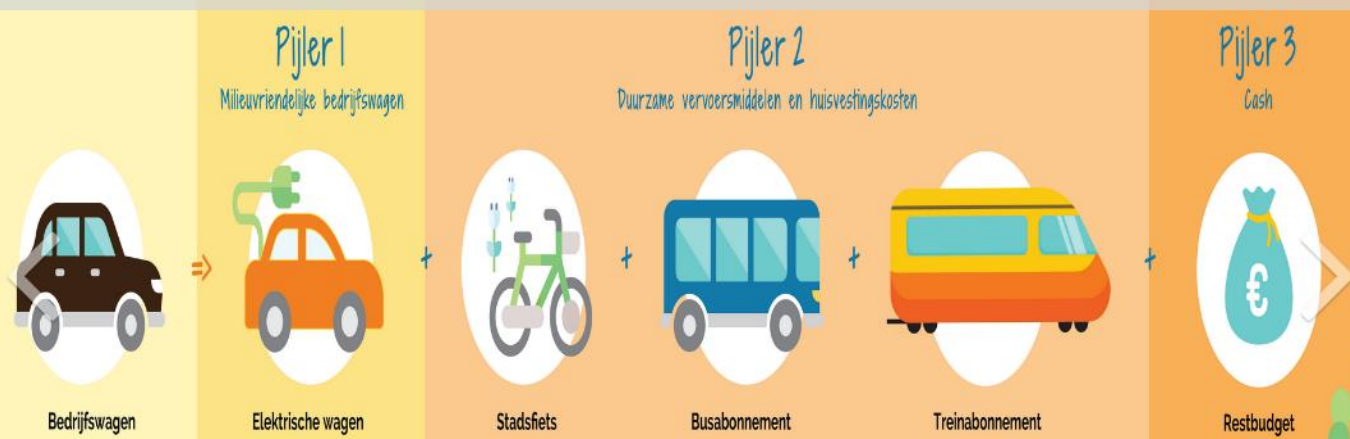 Pijler 1
Milieuvriendelijke bedrijfswagen
Pijler 2
Duurzame vervoersmiddelen en huisvestingskosten
Pijler 3
Cash
=>
+
+
+
+
€
Bedrijfswagen
Elektrische wagen
Stadsfiets
Busabonnement
Treinabonnement
Restbudget